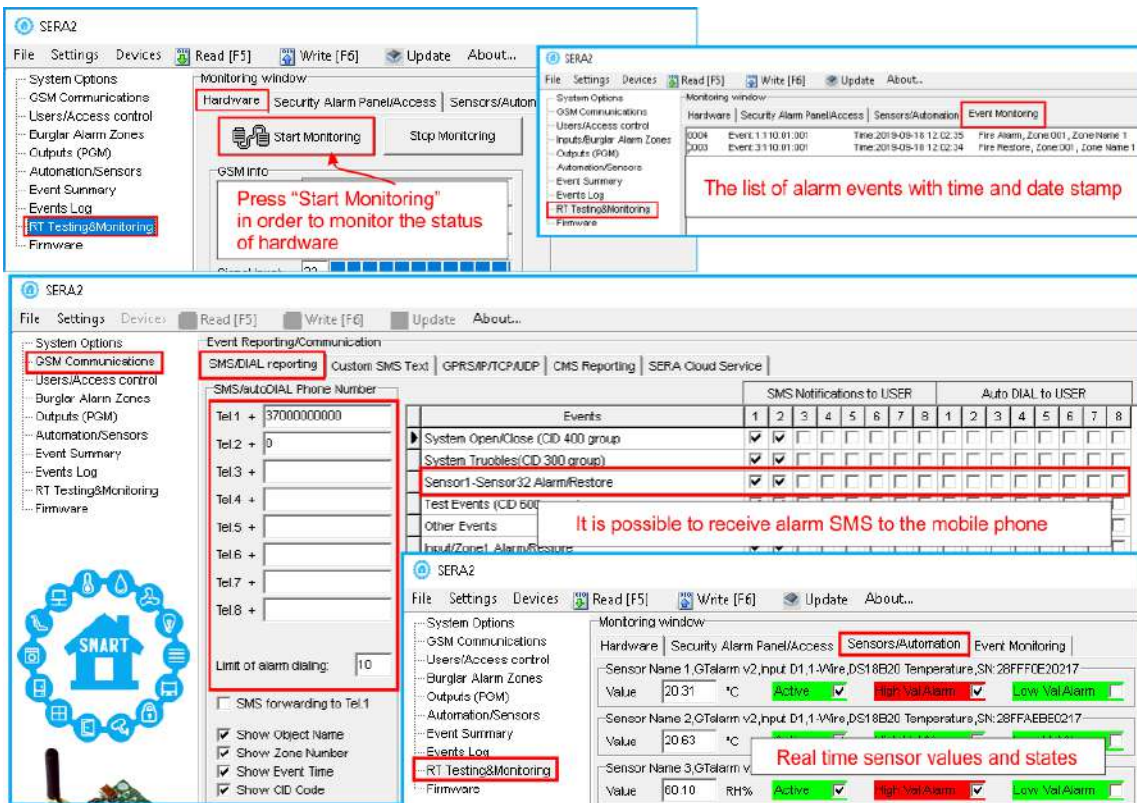 SERA2
File Settings Devices Read [F5] Write [F6] Update About...
System Options
GSM Communications
Users/Access control
Burglar Alarm Zones
Outputs (PGM)
Automation/Sensors
Event Summary
Events Log
RT Testing&Monitoring
Firmware
Monitoring window
Hardware Security Alarm Panel/Access Sensors/Autom
Start Monitoring Stop Monitoring
GSM info
Press "Start Monitoring"
in order to monitor the status
of hardware
SERA2
File Settings Devices Read [F5] Write [F6] Update About...
System Options
GSM Communications
Users/Access control
Inputs/Burglar Alarm Zones
Outputs (PGM)
Automation/Sensors
Event Summary
Events Log
RT Testing&Monitoring
Firmware
Monitoring window
Hardware Security Alarm Panel/Access Sensors/Automation Event Monitoring
0004 Event:1110.01:001 Time:2019-09-18 12:02:35 Fire Alarm, Zone:001, Zone Name 1
0003 Event:3110.01:001 Time:2019-09-18 12:02:34 Fire Restore, Zone:001, Zone Name 1
The list of alarm events with time and date stamp
SERA2
File Settings Devices Read [F5] Write [F6] Update About...
System Options
GSM Communications
Users/Access control
Burglar Alarm Zones
Outputs (PGM)
Automation/Sensors
Event Summary
Events Log
RT Testing&Monitoring
Firmware
SMART
Event Reporting/Communication
SMS/DIAL reporting Custom SMS Text GPRS/IP/TCP/UDP CMS Reporting SERA Cloud Service
SMS/autoDIAL Phone Number
Tel.1 + 37000000000
Tel.2 + 0
Tel.3 +
Tel.4 +
Tel.5 +
Tel.6 +
Tel.7 +
Tel.8 +
Limit of alarm dialing: 10
SMS forwarding to Tel.1
Show Object Name
Show Zone Number
Show Event Time
Show CID Code
SMS Notifications to USER Auto DIAL to USER
Events 1 2 3 4 5 6 7 8 1 2 3 4 5 6 7 8
System Open/Close (CID 400 group
System Truobles(CID 300 group)
Sensor1-Sensor32 Alarm/Restore
Test Events (CID 600
Other Events
Input/Zone1 Alarm/Restore
It is possible to receive alarm SMS to the mobile phone
SERA2
File Settings Devices Read [F5] Write [F6] Update About...
System Options
GSM Communications
Users/Access control
Burglar Alarm Zones
Outputs (PGM)
Automation/Sensors
Event Summary
Events Log
RT Testing&Monitoring
Firmware
Monitoring window
Hardware Security Alarm Panel/Access Sensors/Automation Event Monitoring
Sensor Name 1,GTalarm v2,Input D1,1-Wire,DS18B20 Temperature,SN:28FFF0E20217
Value 20.31 °C Active High Val Alarm Low Val Alarm
Sensor Name 2,GTalarm v2,Input D1,1-Wire,DS18B20 Temperature,SN:28FFAEBE0217
Value 20.63 °C
Sensor Name 3,GTalarm v
Value 60.10 RH% Active High Val Alarm Low Val Alarm
Real time sensor values and states